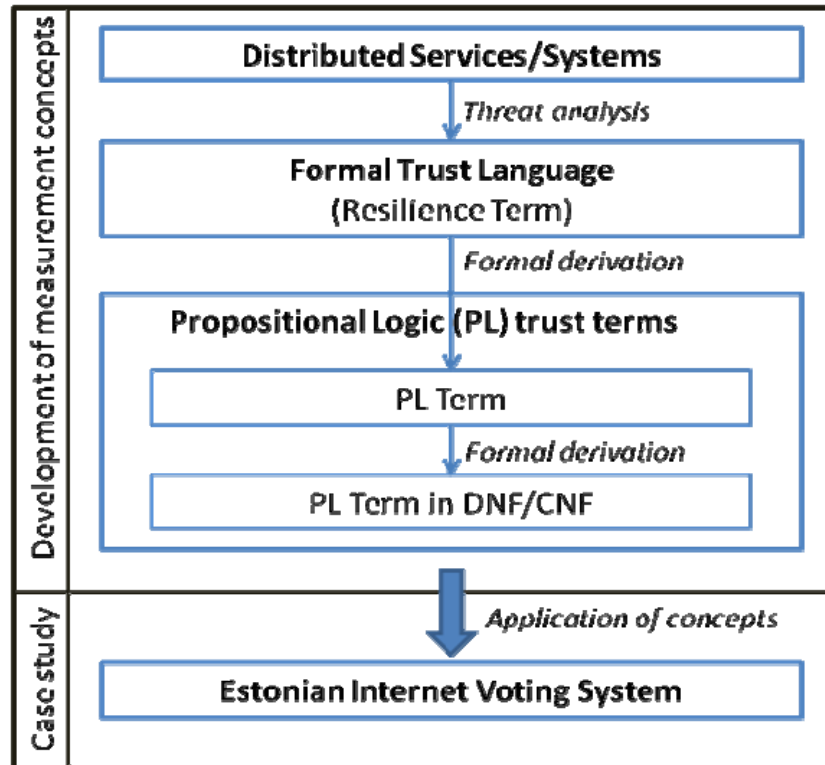 Development of measurement concepts
Distributed Services/Systems
Threat analysis
Formal Trust Language
(Resilience Term)
Formal derivation
Propositional Logic (PL) trust terms
PL Term
Formal derivation
PL Term in DNF/CNF
Application of concepts
Case study
Estonian Internet Voting System